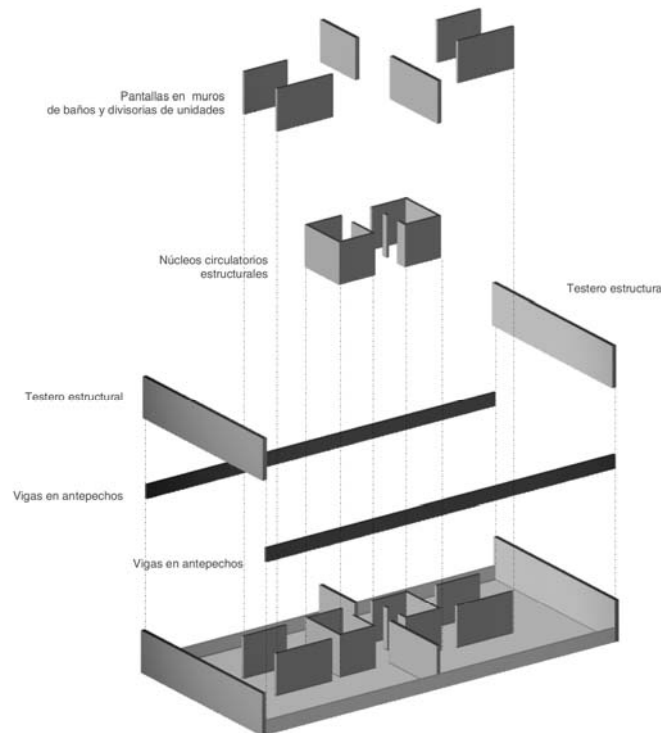 Pantallas en muros
de baños y divisorias de unidades
Núcleos circulatorios
estructurales
Testero estructura
Testero estructural
Vigas en antepechos
Vigas en antepechos